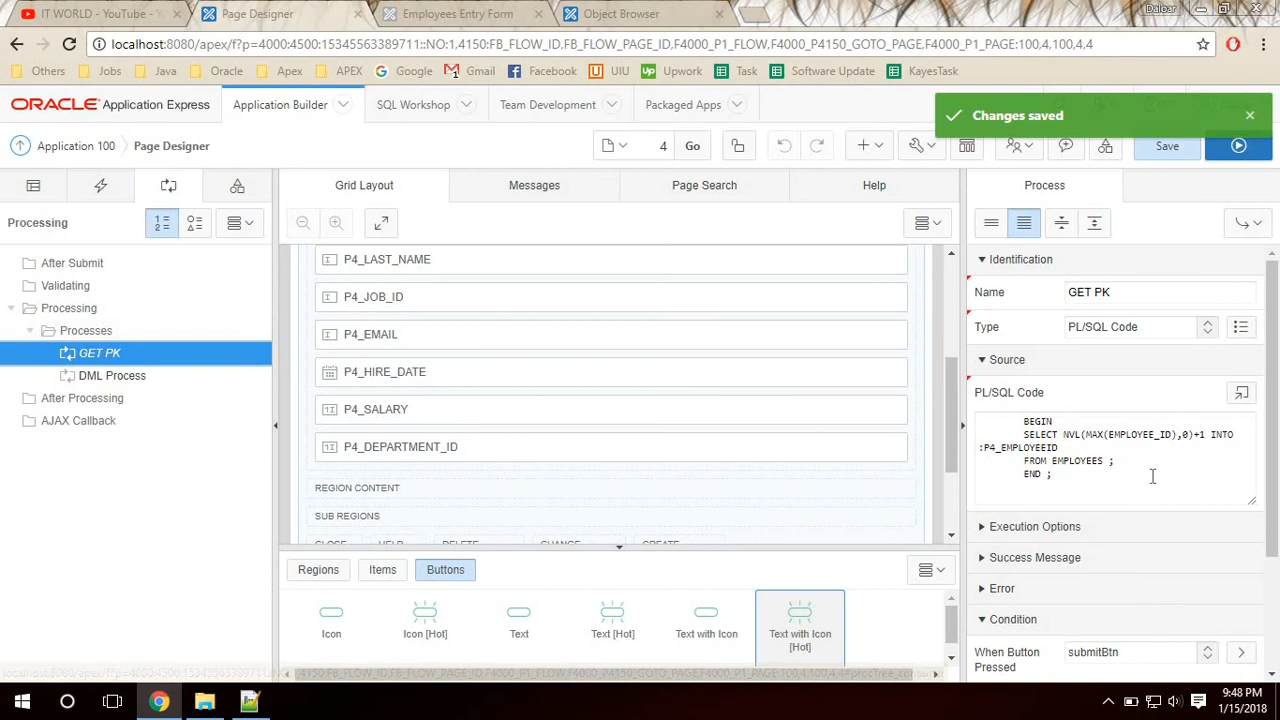 IT WORLD - YouTube -
Page Designer
Employees Entry Form
Object Browser
Dalbar
localhost:8080/apex/f?p=4000:4500:15345563389711::NO:1,4150:FB_FLOW_ID,FB_FLOW_PAGE_ID,F4000_P1_FLOW,F4000_P4150_GOTO_PAGE,F4000_P1_PAGE:100,4,100,4,4
Others Jobs Java Oracle Apex APEX Google Gmail Facebook UIU Upwork Task Software Update KayesTask
ORACLE Application Express
Application Builder SQL Workshop Team Development Packaged Apps
Changes saved
Application 100 Page Designer
4 Go
Save
Grid Layout Messages Page Search Help
Process
Processing
After Submit
Validating
Processing
Processes
GET PK
DML Process
After Processing
AJAX Callback
P4_LAST_NAME
P4_JOB_ID
P4_EMAIL
P4_HIRE_DATE
P4_SALARY
P4_DEPARTMENT_ID
REGION CONTENT
SUB REGIONS
CLOSE HELP DELETE CHANGE CREATE
Regions Items Buttons
Icon
Icon [Hot]
Text
Text [Hot]
Text with Icon
Text with Icon
[Hot]
Identification
Name GET PK
Type PL/SQL Code
Source
PL/SQL Code
BEGIN
SELECT NVL(MAX(EMPLOYEE_ID),0)+1 INTO
:P4_EMPLOYEEID
FROM EMPLOYEES ;
END ;
Execution Options
Success Message
Error
Condition
When Button
Pressed
submitBtn
9:48 PM
1/15/2018